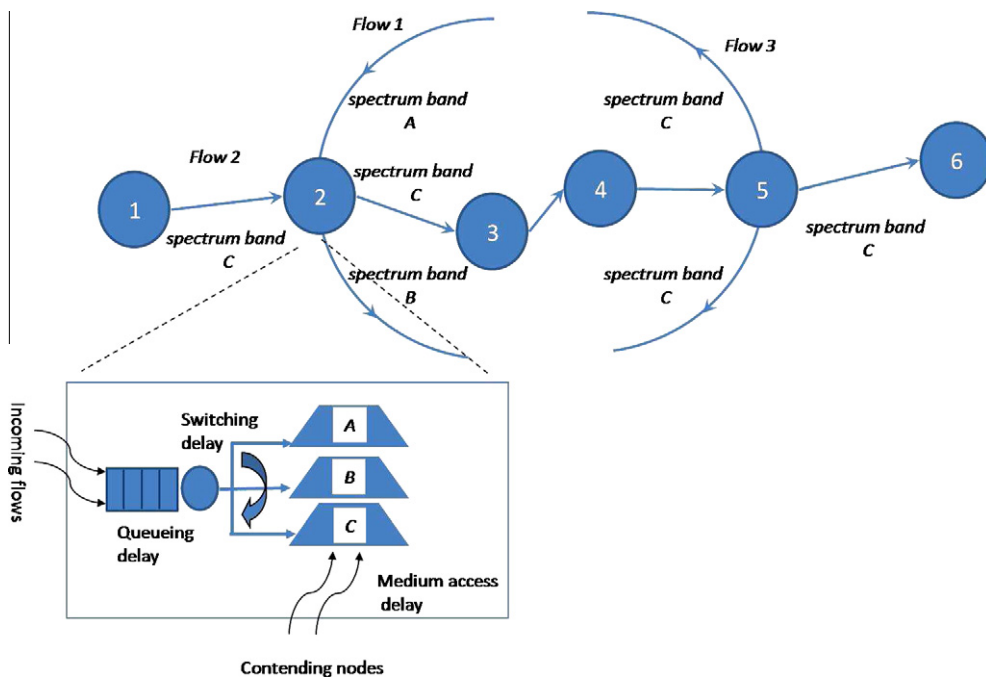 Flow 1
Flow 3
spectrum band
A
spectrum band
C
Flow 2
spectrum band
C
1
2
3
4
5
6
spectrum band
C
spectrum band
B
spectrum band
C
spectrum band
C
Incoming flows
Switching
delay
A
B
C
Queueing
delay
Medium access
delay
Contending nodes